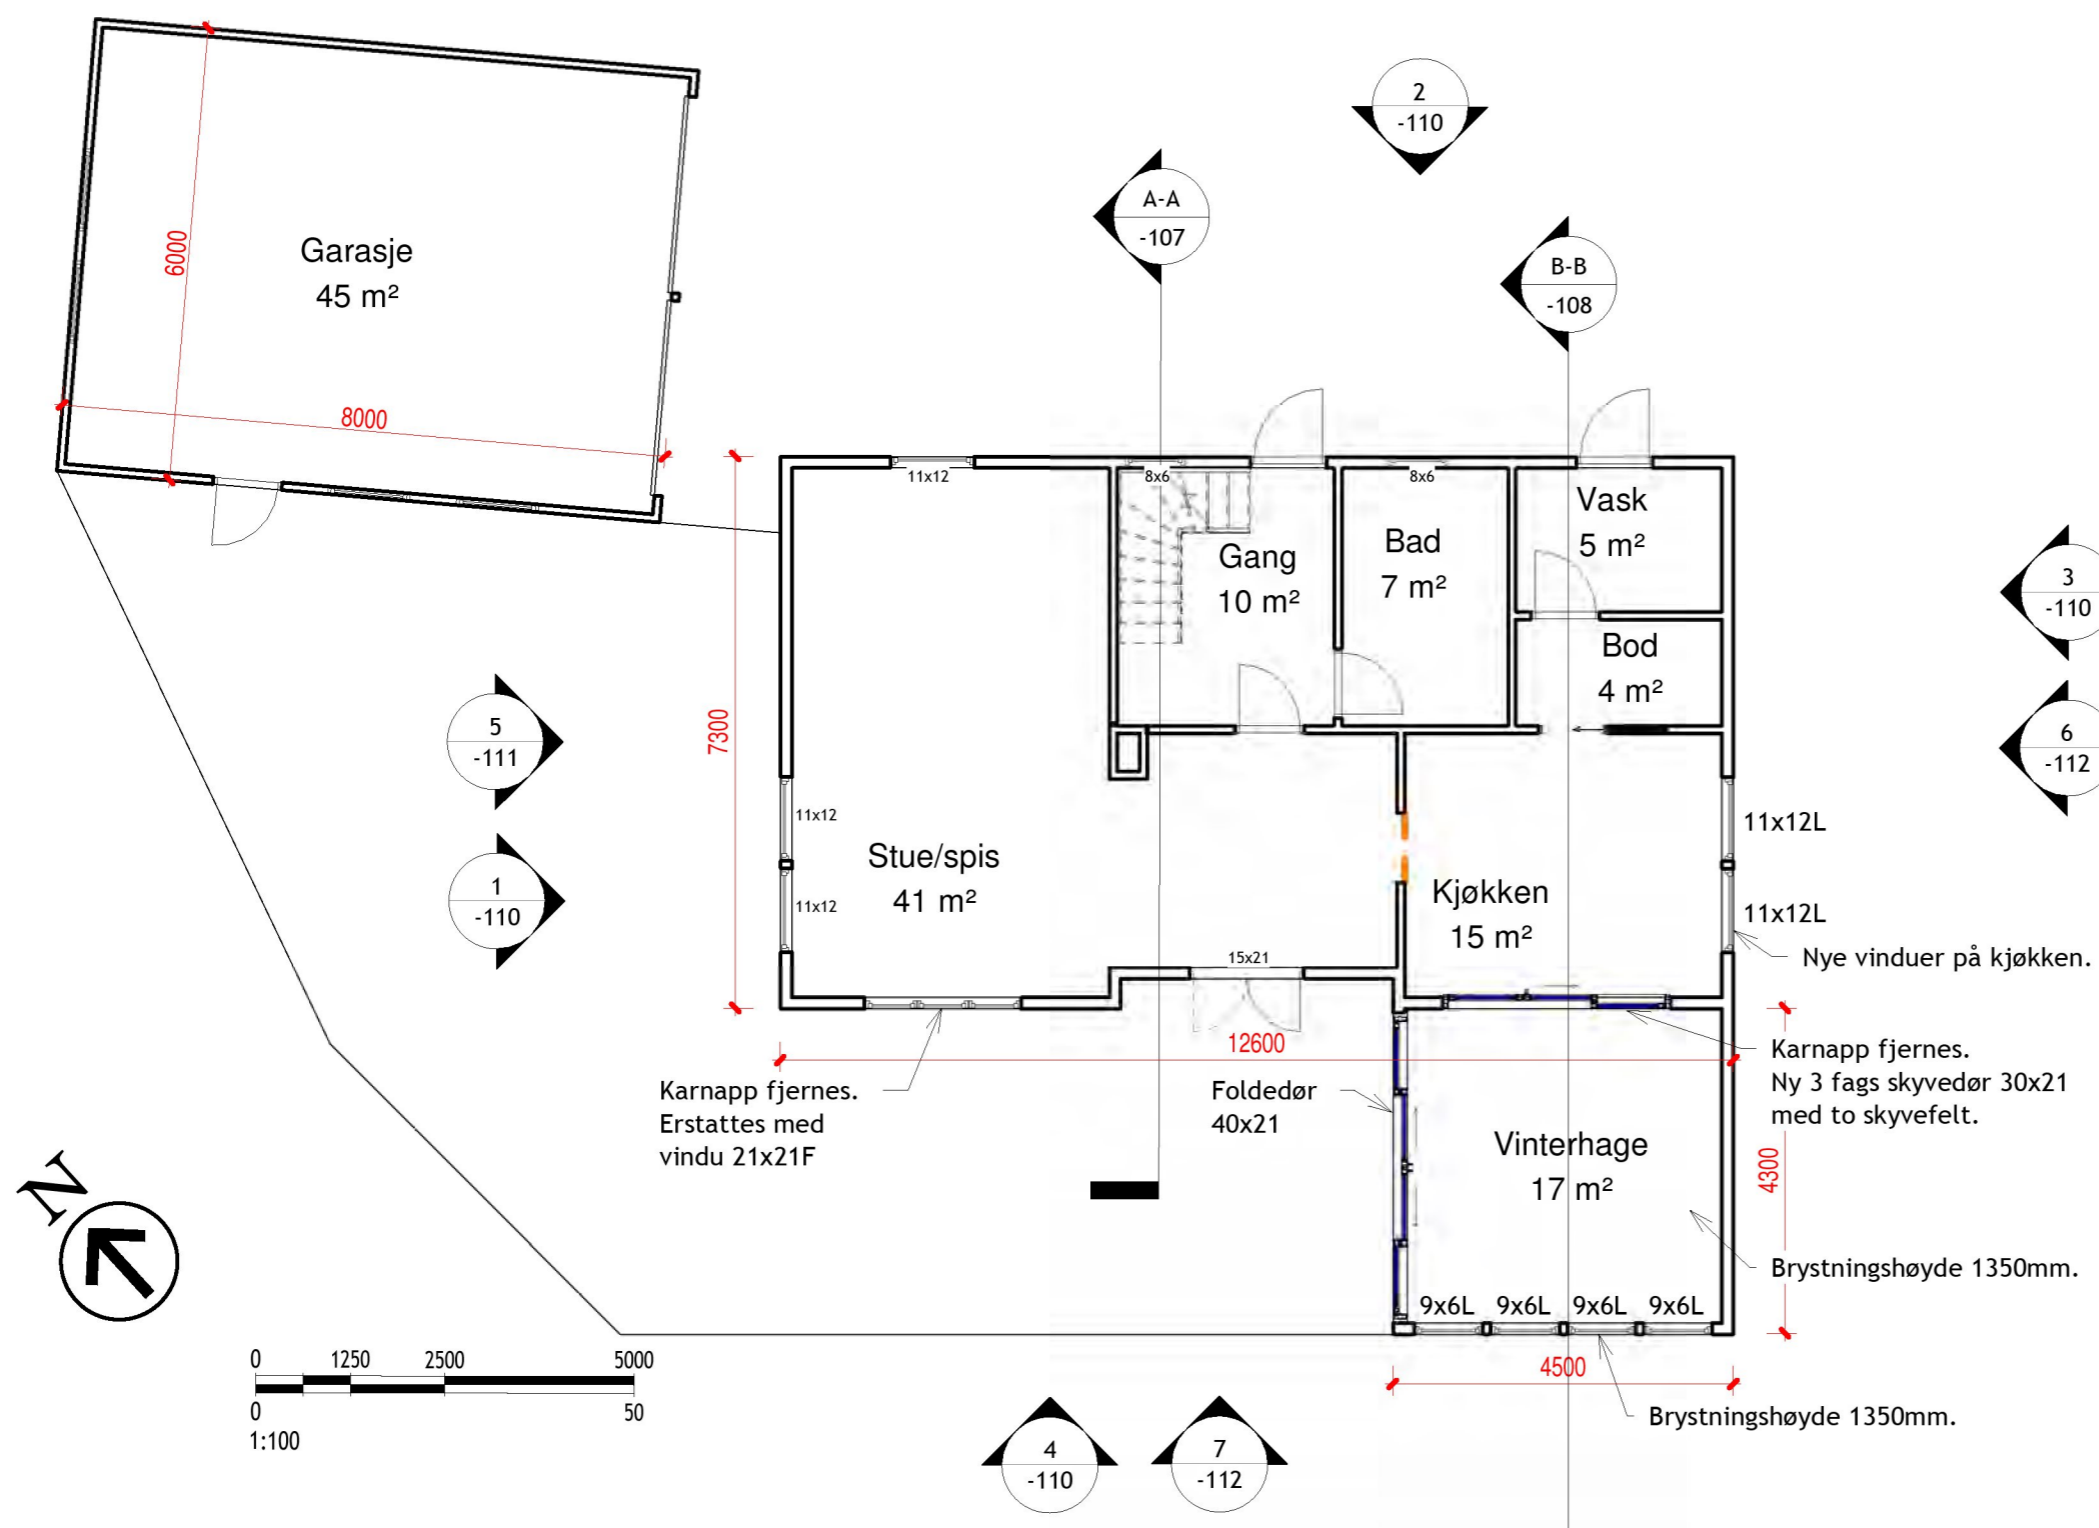 2
-110
A-A
-107
B-B
-108
Garasje
45 m²
6000
8000
11x12
8x6
8x6
Vask
5 m²
Gang
10 m²
Bad
7 m²
Bod
4 m²
3
-110
6
-112
5
-111
1
-110
7300
11x12
11x12
Stue/spis
41 m²
15x21
Kjøkken
15 m²
11x12L
11x12L
Nye vinduer på kjøkken.
12600
Karnapp fjernes.
Erstattes med
vindu 21x21F
Foldedør
40x21
Karnapp fjernes.
Ny 3 fags skyvedør 30x21
med to skyvefelt.
Vinterhage
17 m²
4300
Brystningshøyde 1350mm.
9x6L 9x6L 9x6L 9x6L
4500
Brystningshøyde 1350mm.
N
0 1250 2500 5000
0 50
1:100
4
-110
7
-112